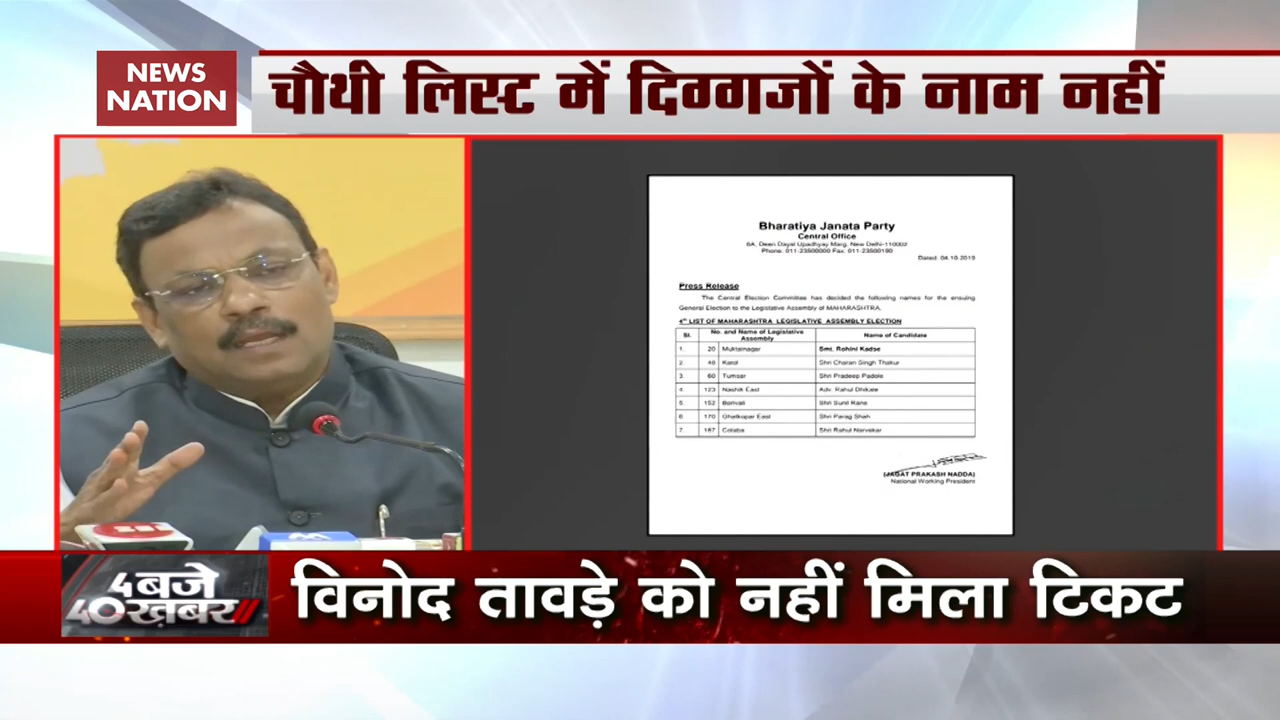 NEWS
NATION
चौथी लिस्ट में दिग्गजों के नाम नहीं
Bharatiya Janata Party
Central Office
6A, Deen Dayal Upadhyay Marg, New Delhi-110002
Phone: 011-23500000 Fax: 011-23500190
Dated: 04.10.2019
Press Release
The Central Election Committee has decided the following names for the ensuing
General Election to the Legislative Assembly of MAHARASHTRA.
4TH LIST OF MAHARASHTRA LEGISLATIVE ASSEMBLY ELECTION
Sl. No. and Name of Legislative Assembly Name of Candidate
1. 20 Muktainagar Smt. Rohini Kadse
2. 48 Katol Shri Charan Singh Thakur
3. 60 Tumsar Shri Pradeep Padole
4. 123 Nashik East Adv. Rahul Dhikale
5. 152 Borivali Shri Sunil Rane
6. 170 Ghatkopar East Shri Parag Shah
7. 187 Colaba Shri Rahul Narvekar
(JAGAT PRAKASH NADDA)
National Working President
4 बजे
40 ख़बर
विनोद तावड़े को नहीं मिला टिकट